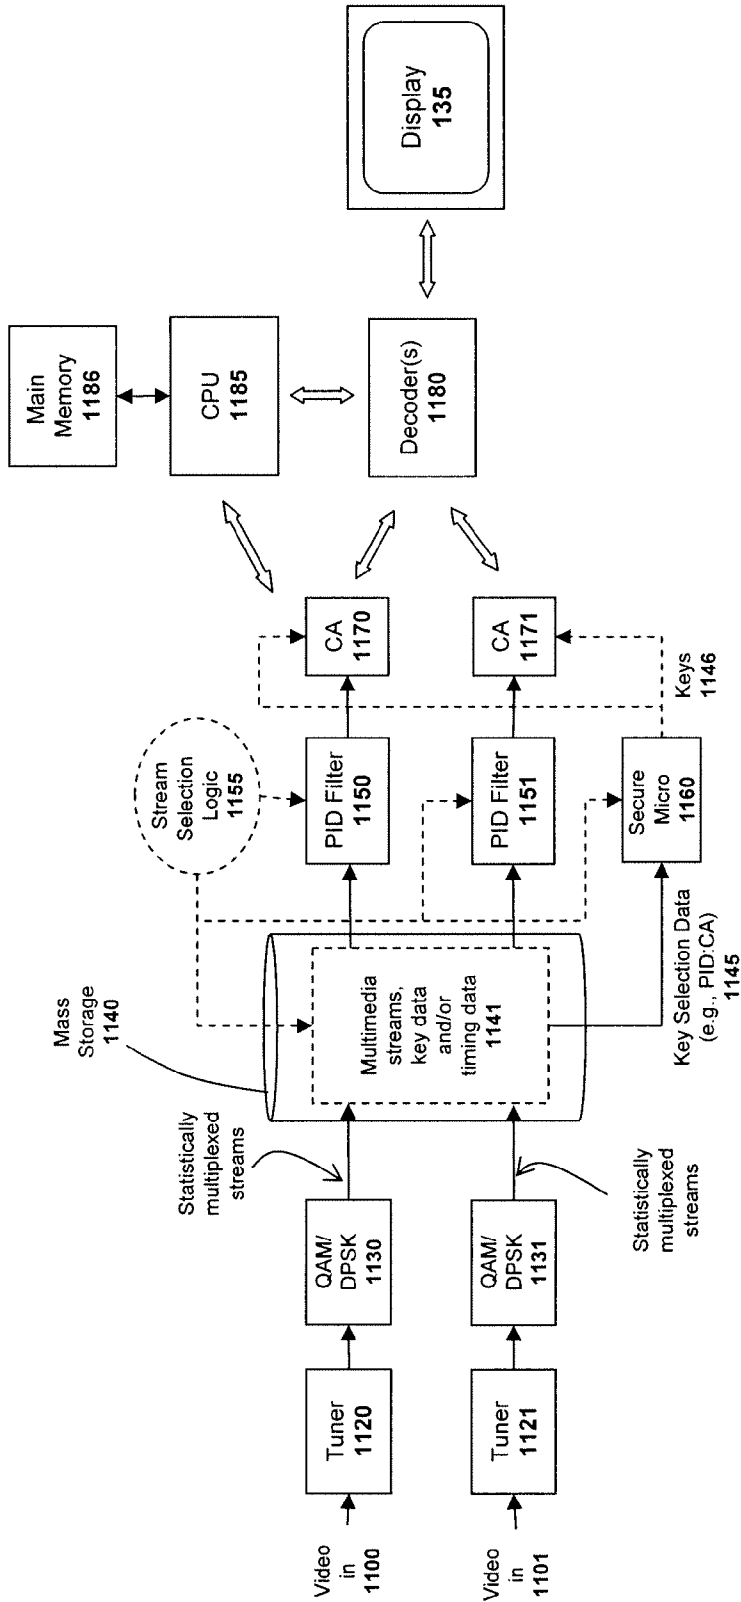 Main
Memory
1186
CPU
1185
Decoder(s)
1180
Display
135
Stream
Selection
Logic
1155
CA
1170
CA
1171
PID Filter
1150
PID Filter
1151
Secure
Micro
1160
Keys
1146
Mass
Storage
1140
Multimedia
streams,
key data
and/or
timing data
1141
Key Selection Data
(e.g., PID:CA)
1145
Statistically
multiplexed
streams
Statistically
multiplexed
streams
QAM/
DPSK
1130
QAM/
DPSK
1131
Tuner
1120
Tuner
1121
Video
in
1100
Video
in
1101